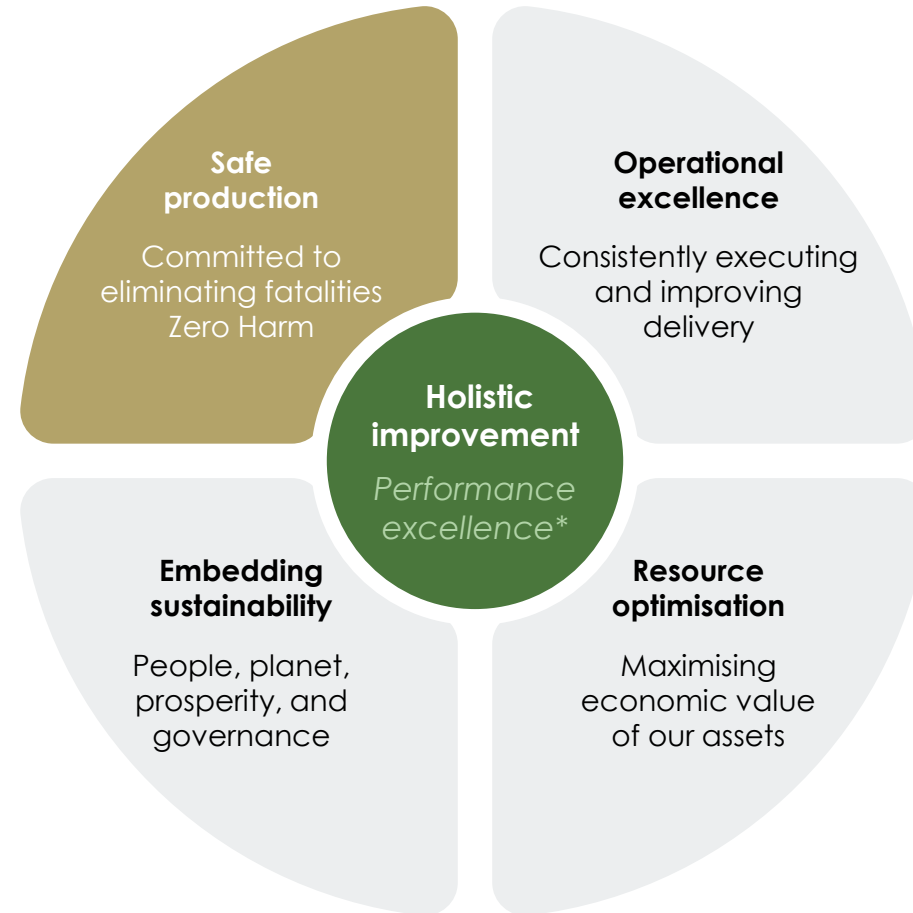 Safe
production
Committed to
eliminating fatalities
Zero Harm
Operational
excellence
Consistently executing
and improving
delivery
Holistic
improvement
Performance
excellence*
Embedding
sustainability
People, planet,
prosperity, and
governance
Resource
optimisation
Maximising
economic value
of our assets